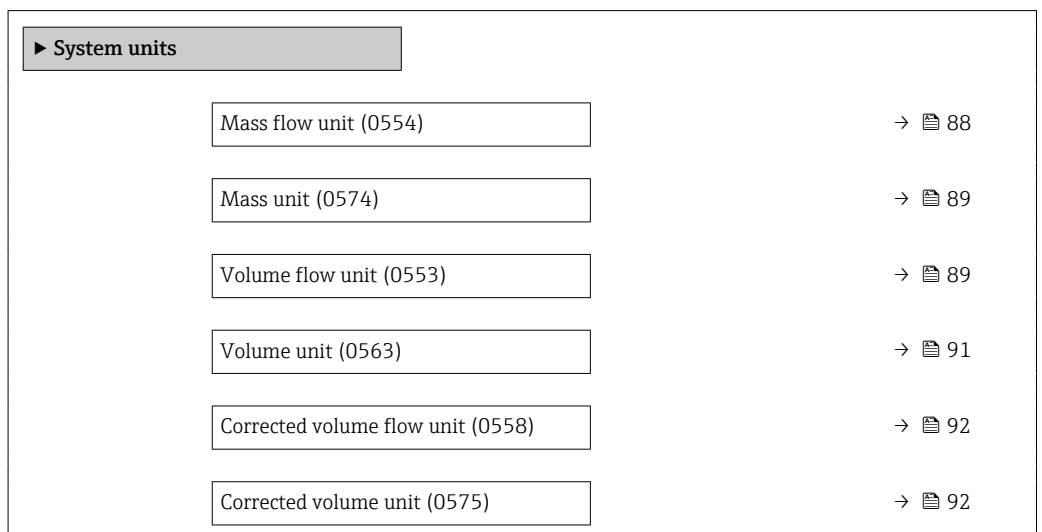 ▶ System units
Mass flow unit (0554) → 88
Mass unit (0574) → 89
Volume flow unit (0553) → 89
Volume unit (0563) → 91
Corrected volume flow unit (0558) → 92
Corrected volume unit (0575) → 92